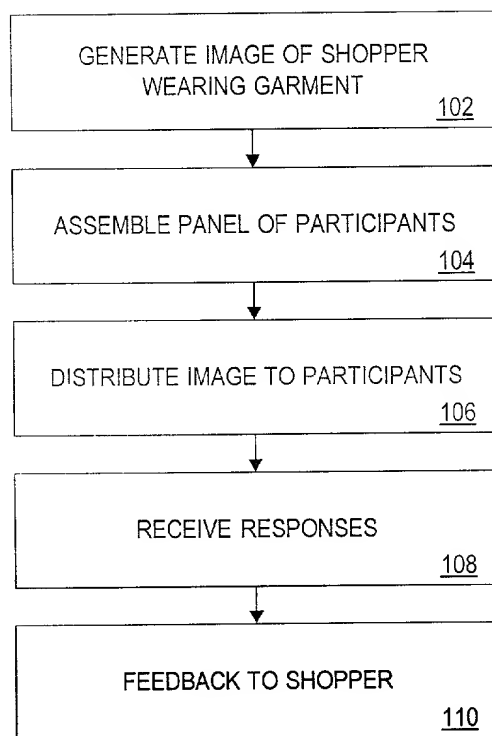 GENERATE IMAGE OF SHOPPER
WEARING GARMENT
102
ASSEMBLE PANEL OF PARTICIPANTS
104
DISTRIBUTE IMAGE TO PARTICIPANTS
106
RECEIVE RESPONSES
108
FEEDBACK TO SHOPPER
110